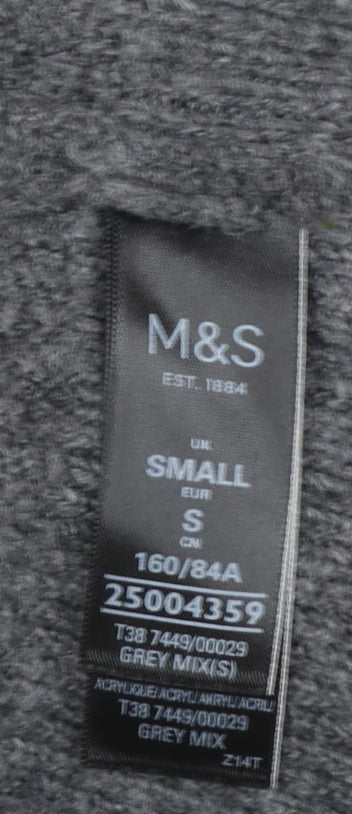 M&S
EST. 1884
UK
SMALL
EUR
S
CN
160/84A
25004359
T38 7449/00029
GREY MIX(S)
ACRYLIQUE/ ACRYL/ AKRYL/ ACRIL/
T38 7449/00029
GREY MIX
Z14T